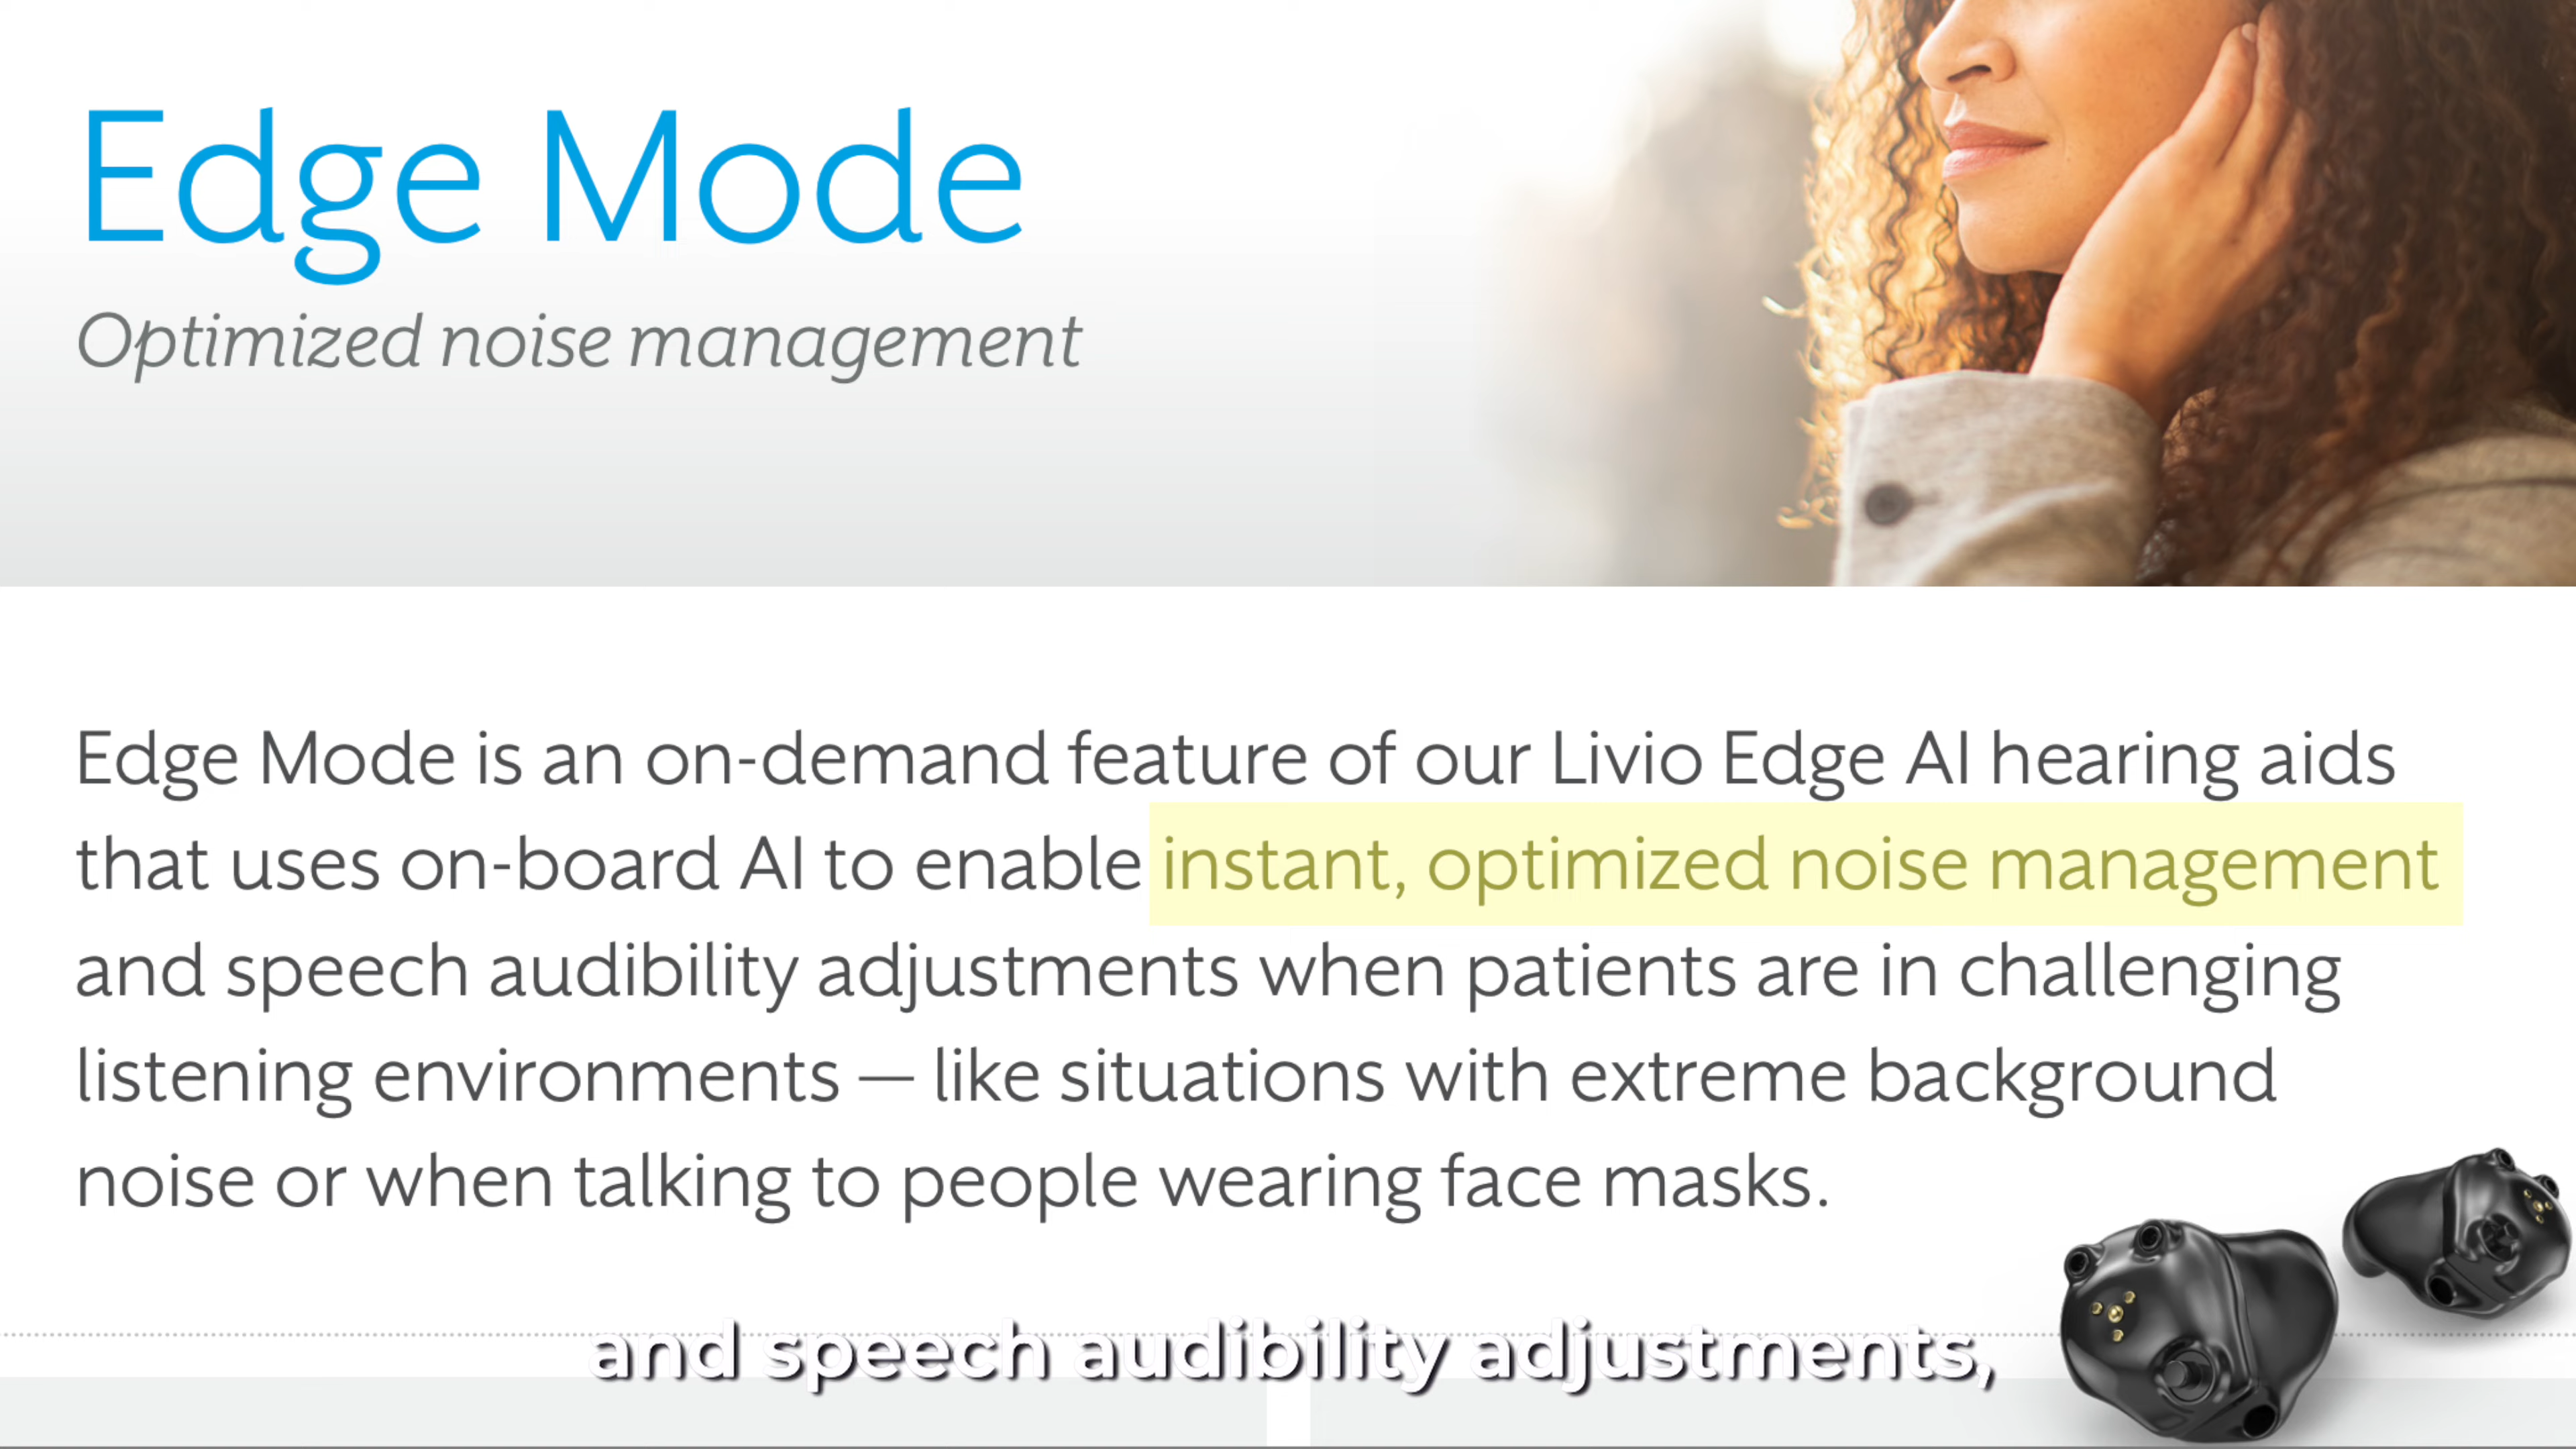 Edge Mode
Optimized noise management
Edge Mode is an on-demand feature of our Livio Edge AI hearing aids
that uses on-board AI to enable instant, optimized noise management
and speech audibility adjustments when patients are in challenging
listening environments — like situations with extreme background
noise or when talking to people wearing face masks.
and speech audibility adjustments,